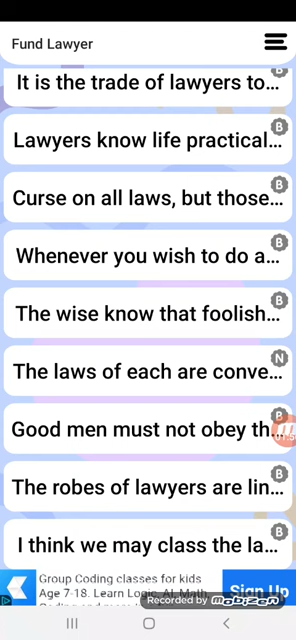 Fund Lawyer
It is the trade of lawyers to...
B
Lawyers know life practical...
B
Curse on all laws, but those...
B
Whenever you wish to do a...
B
The wise know that foolish...
B
The laws of each are conve...
N
Good men must not obey th...
B
The robes of lawyers are lin...
B
I think we may class the la...
B
Group Coding classes for kids
Age 7-18. Learn Logic, AI, Math,
Sign Up
Recorded by mobizen